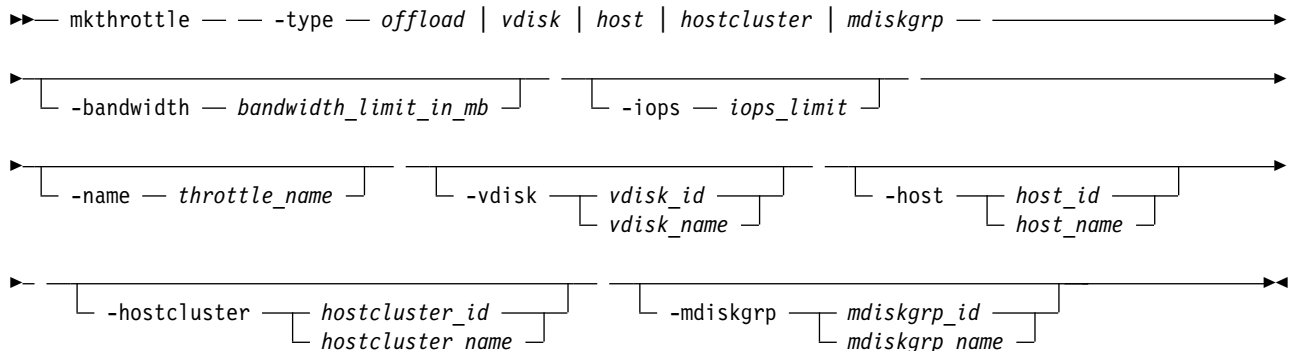 mkthrottle — — -type — offload | vdisk | host | hostcluster | mdiskgrp —
-bandwidth — — bandwidth_limit_in_mb -iops — iops_limit
-name — throttle_name -vdisk vdisk_id -host host_id
vdisk_name host_name
-hostcluster hostcluster_id -mdiskgrp mdiskgrp_id
hostcluster_name mdiskgrp_name